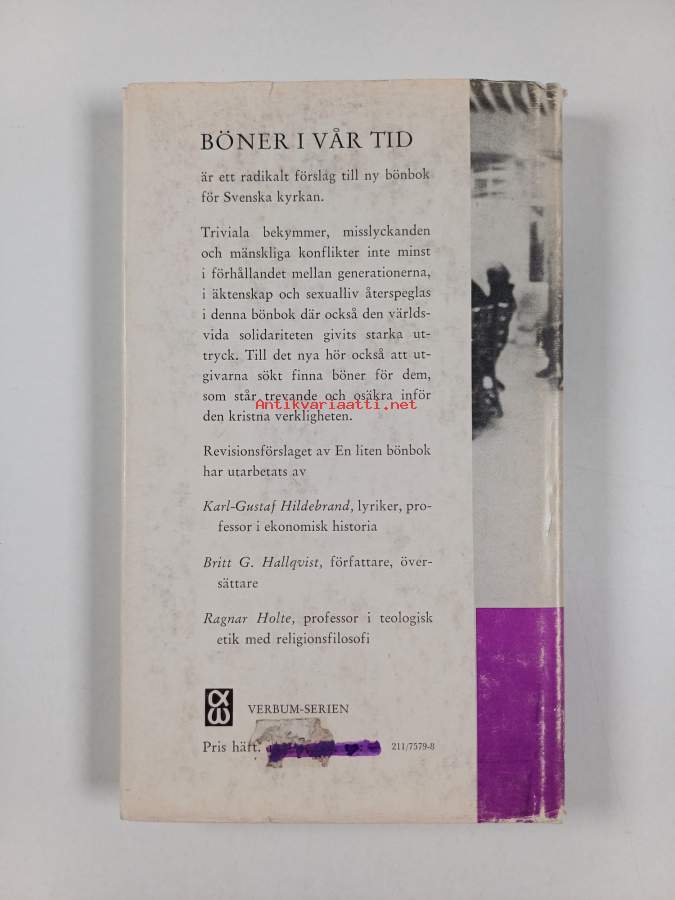 BÖNER I VÅR TID
är ett radikalt förslag till ny bönbok
för Svenska kyrkan.
Triviala bekymmer, misslyckanden
och mänskliga konflikter inte minst
i förhållandet mellan generationerna,
i äktenskap och sexualliv återspeglas
i denna bönbok där också den världs-
vida solidariteten givits starka ut-
tryck. Till det nya hör också att ut-
givarna sökt finna böner för dem,
som står trevande och osäkra inför
Antikvariaatti.net
den kristna verkligheten.
Revisionsförslaget av En liten bönbok
har utarbetats av
Karl-Gustaf Hildebrand, lyriker, pro-
fessor i ekonomisk historia
Britt G. Hallqvist, författare, över-
sättare
Ragnar Holte, professor i teologisk
etik med religionsfilosofi
VERBUM-SERIEN
Pris häft. 211/7579-8